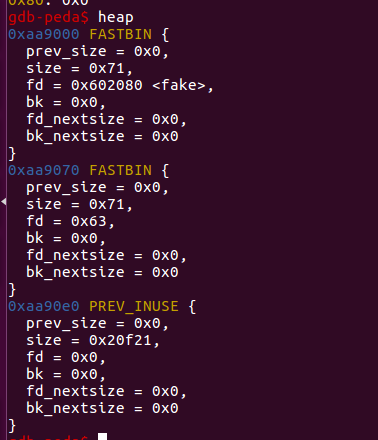 0x80: 0x0
gdb-peda$ heap
0xaa9000 FASTBIN {
  prev_size = 0x0,
  size = 0x71,
  fd = 0x602080 <fake>,
  bk = 0x0,
  fd_nextsize = 0x0,
  bk_nextsize = 0x0
}
0xaa9070 FASTBIN {
  prev_size = 0x0,
  size = 0x71,
  fd = 0x63,
  bk = 0x0,
  fd_nextsize = 0x0,
  bk_nextsize = 0x0
}
0xaa90e0 PREV_INUSE {
  prev_size = 0x0,
  size = 0x20f21,
  fd = 0x0,
  bk = 0x0,
  fd_nextsize = 0x0,
  bk_nextsize = 0x0
}
gdb-peda$